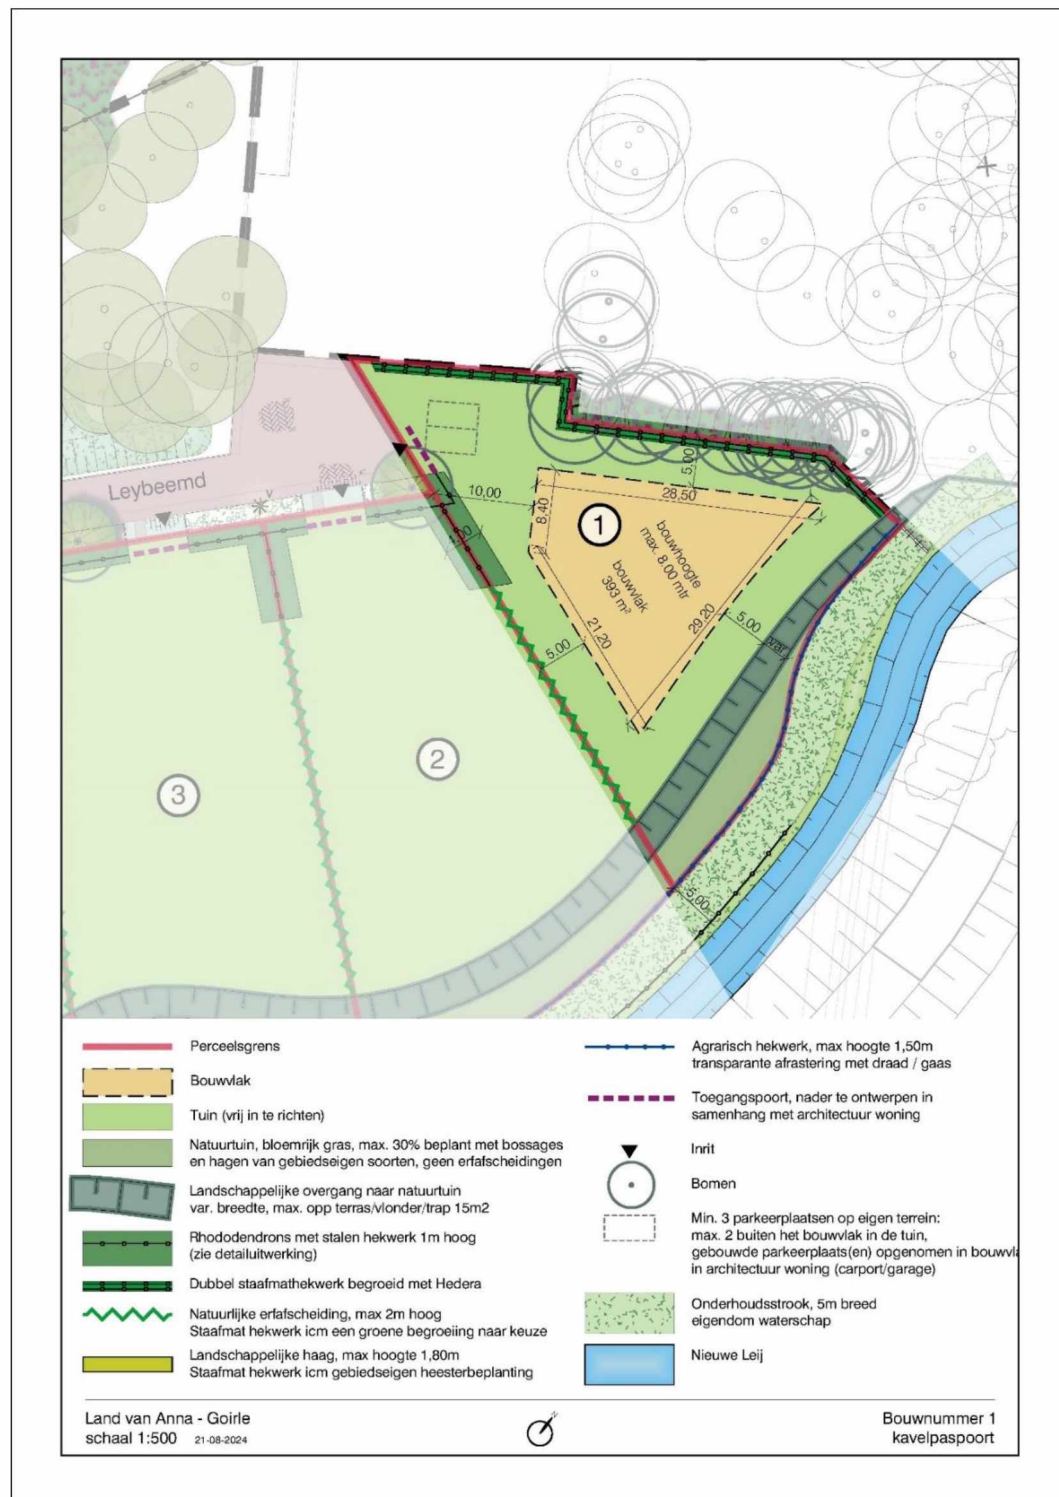 Leybeemd
10,00
5,00
28,50
8,40
1
bouwhoogte
max. 8.00 mtr
bouwvlak
393 m²
21,20
29,20
5,00
var.
5,00
2
3
5,00
Perceelsgrens
Bouwvlak
Tuin (vrij in te richten)
Natuurtuin, bloemrijk gras, max. 30% beplant met bossages
en hagen van gebiedseigen soorten, geen erfafscheidingen
Landschappelijke overgang naar natuurtuin
var. breedte, max. opp terras/vlonder/trap 15m2
Rhododendrons met stalen hekwerk 1m hoog
(zie detailuitwerking)
Dubbel staafmathekwerk begroeid met Hedera
Natuurlijke erfafscheiding, max 2m hoog
Staafmat hekwerk icm een groene begroeiing naar keuze
Landschappelijke haag, max hoogte 1,80m
Staafmat hekwerk icm gebiedseigen heesterbeplanting
Agrarisch hekwerk, max hoogte 1,50m
transparante afrastering met draad / gaas
Toegangspoort, nader te ontwerpen in
samenhang met architectuur woning
Inrit
Bomen
Min. 3 parkeerplaatsen op eigen terrein:
max. 2 buiten het bouwvlak in de tuin,
gebouwde parkeerplaats(en) opgenomen in bouwvla
in architectuur woning (carport/garage)
Onderhoudsstrook, 5m breed
eigendom waterschap
Nieuwe Leij
Land van Anna - Goirle
schaal 1:500 21-08-2024
Bouwnummer 1
kavelpaspoort